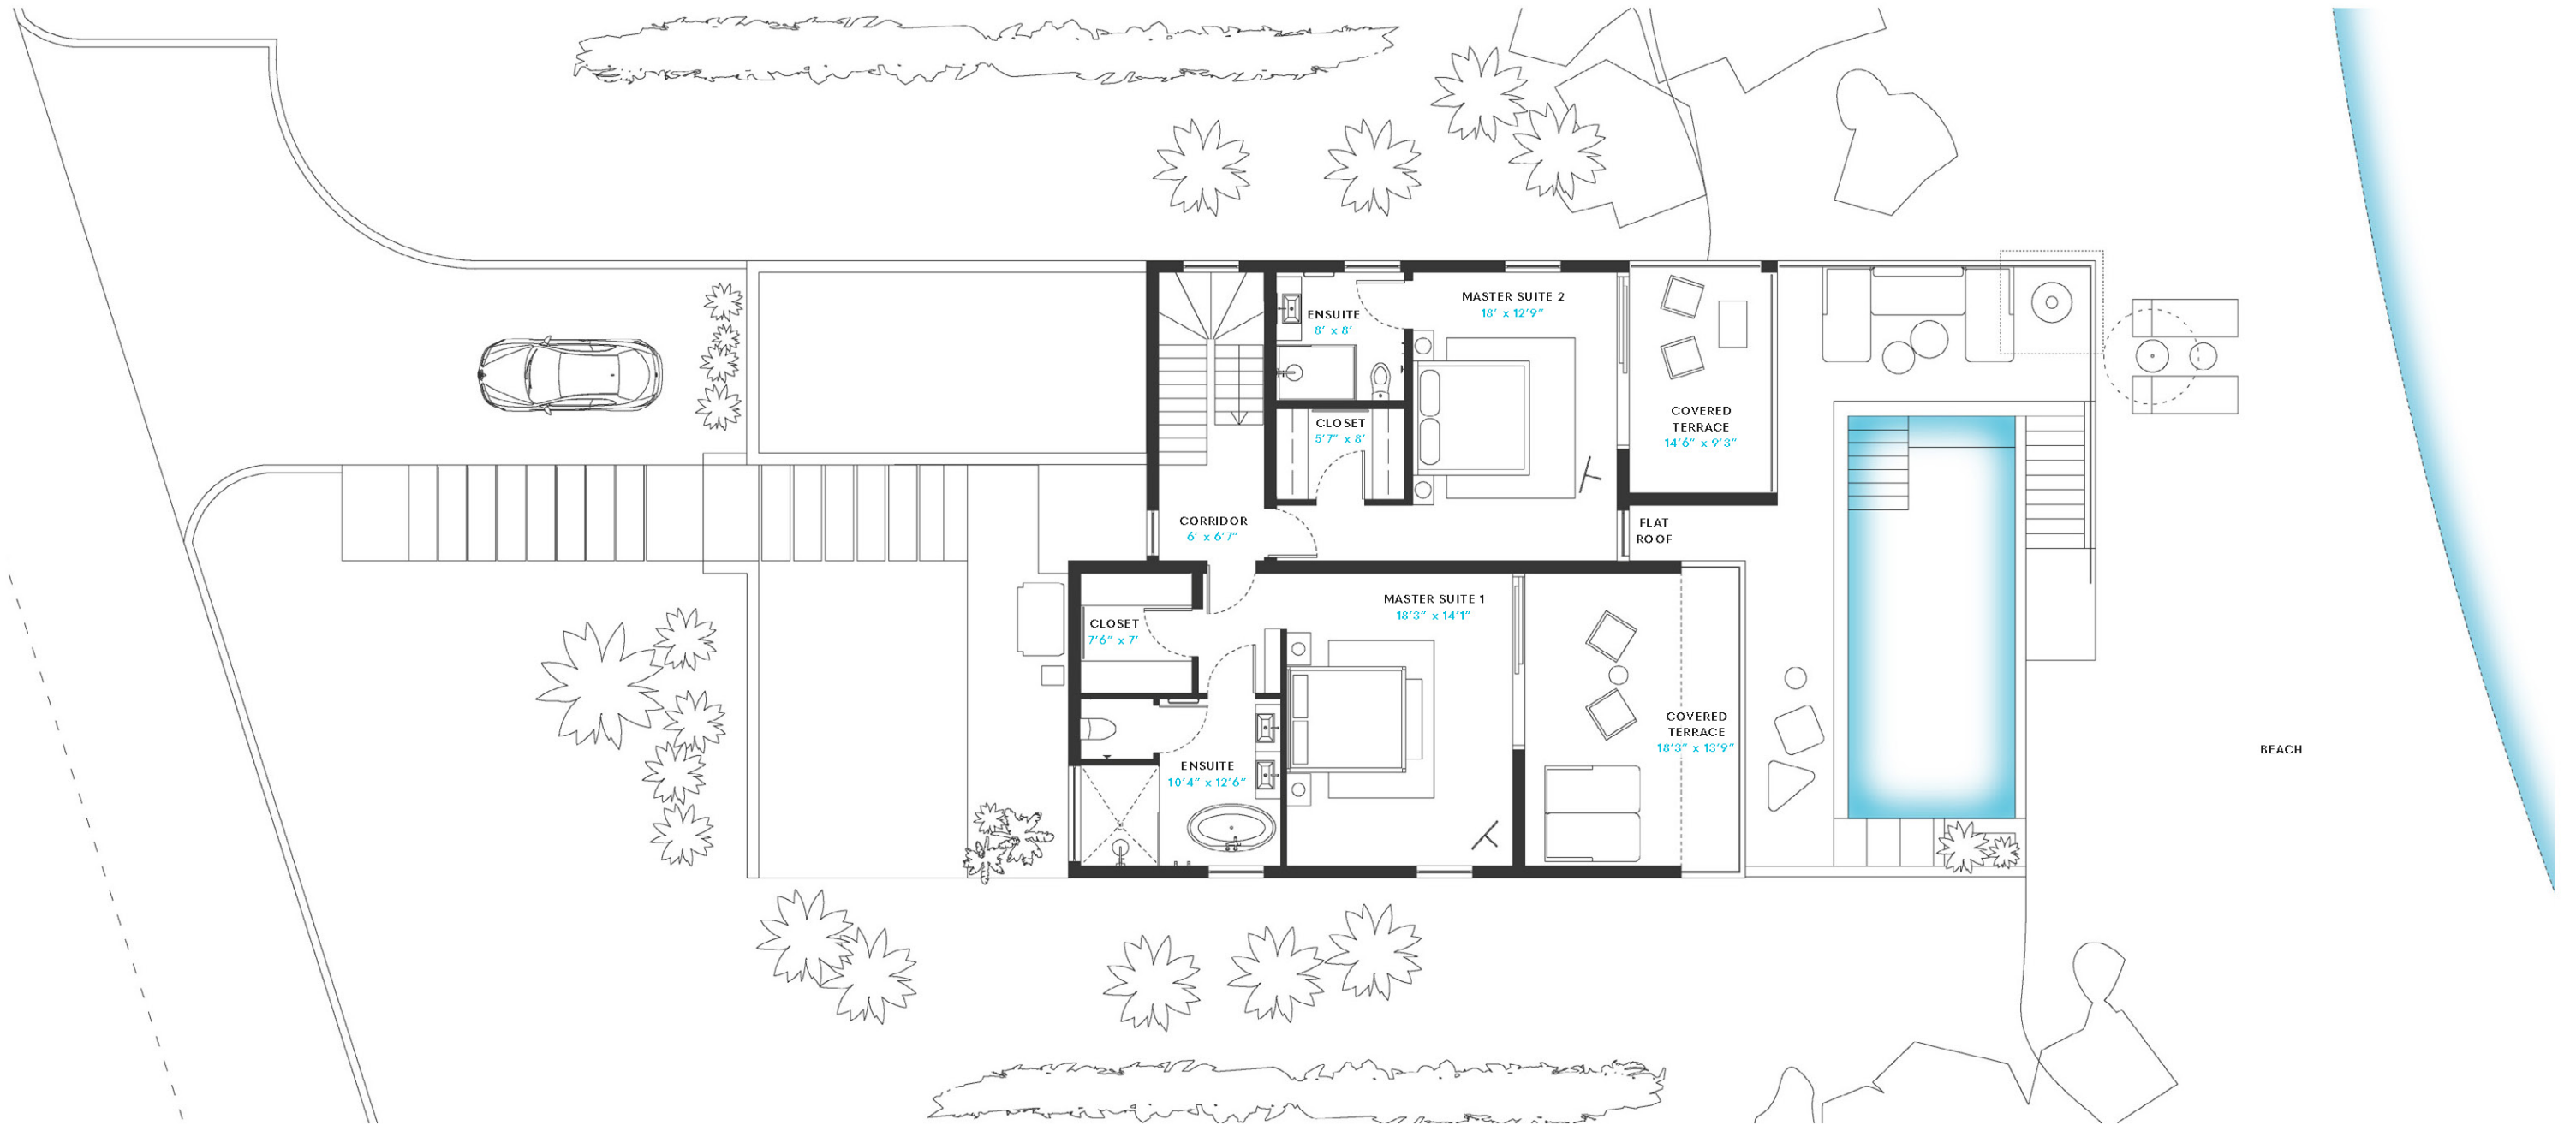 MASTER SUITE 2
18' x 12'9"
ENSUITE
8' x 8'
COVERED
TERRACE
14'6" x 9'3"
CLOSET
5'7" x 8'
CORRIDOR
6' x 6'7"
FLAT
ROOF
MASTER SUITE 1
18'3" x 14'1"
CLOSET
7'6" x 7'
COVERED
TERRACE
18'3" x 13'9"
ENSUITE
10'4" x 12'6"
BEACH